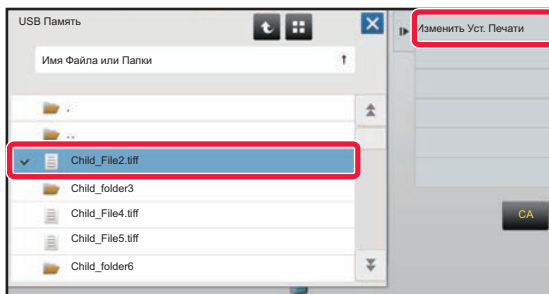 USB Память
Изменить Уст. Печати
Имя Файла или Папки
.
..
Child_File2.tiff
Child_folder3
Child_File4.tiff
Child_File5.tiff
Child_folder6
CA